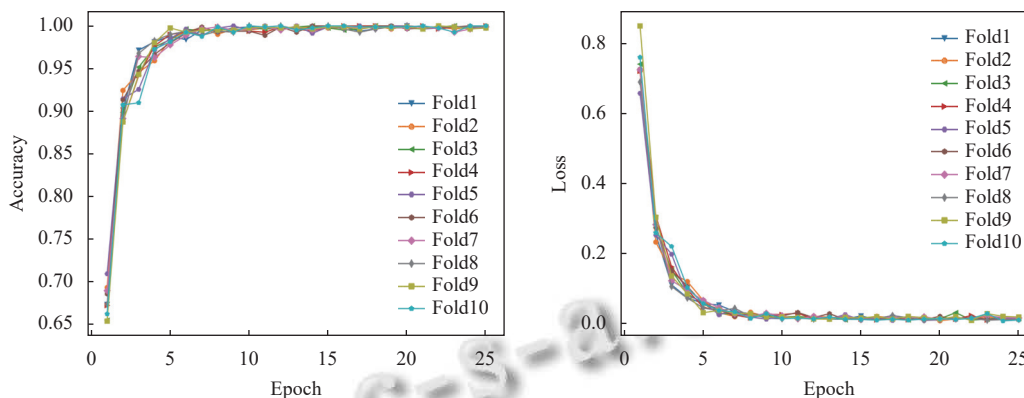 1.00
0.95
0.90
0.85
0.80
0.75
0.70
0.65
Accuracy
0
5
10
15
20
25
Epoch
Fold1
Fold2
Fold3
Fold4
Fold5
Fold6
Fold7
Fold8
Fold9
Fold10
0.8
0.6
0.4
0.2
0.0
Loss
0
5
10
15
20
25
Epoch
Fold1
Fold2
Fold3
Fold4
Fold5
Fold6
Fold7
Fold8
Fold9
Fold10
c-s-a.